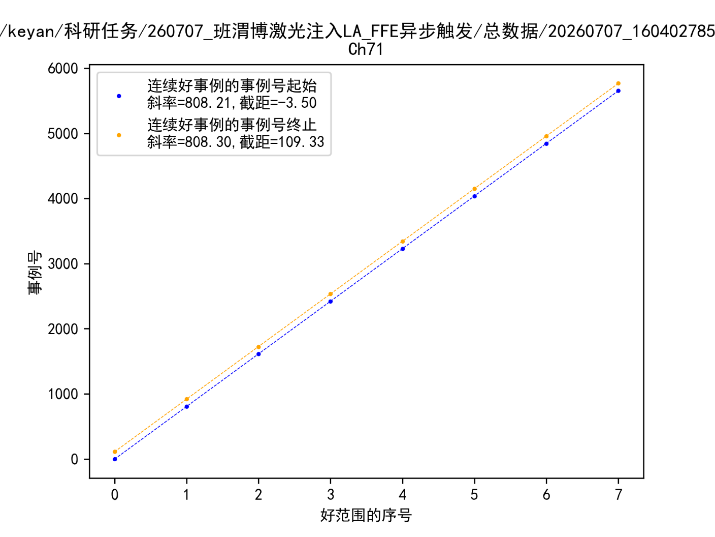 /keyan/科研任务/260707_班渭博激光注入LA_FFE异步触发/总数据/20260707_160402785
Ch71
连续好事例的事例号起始
斜率=808.21,截距=-3.50
连续好事例的事例号终止
斜率=808.30,截距=109.33
6000
5000
4000
3000
2000
1000
0
事例号
0 1 2 3 4 5 6 7
好范围的序号